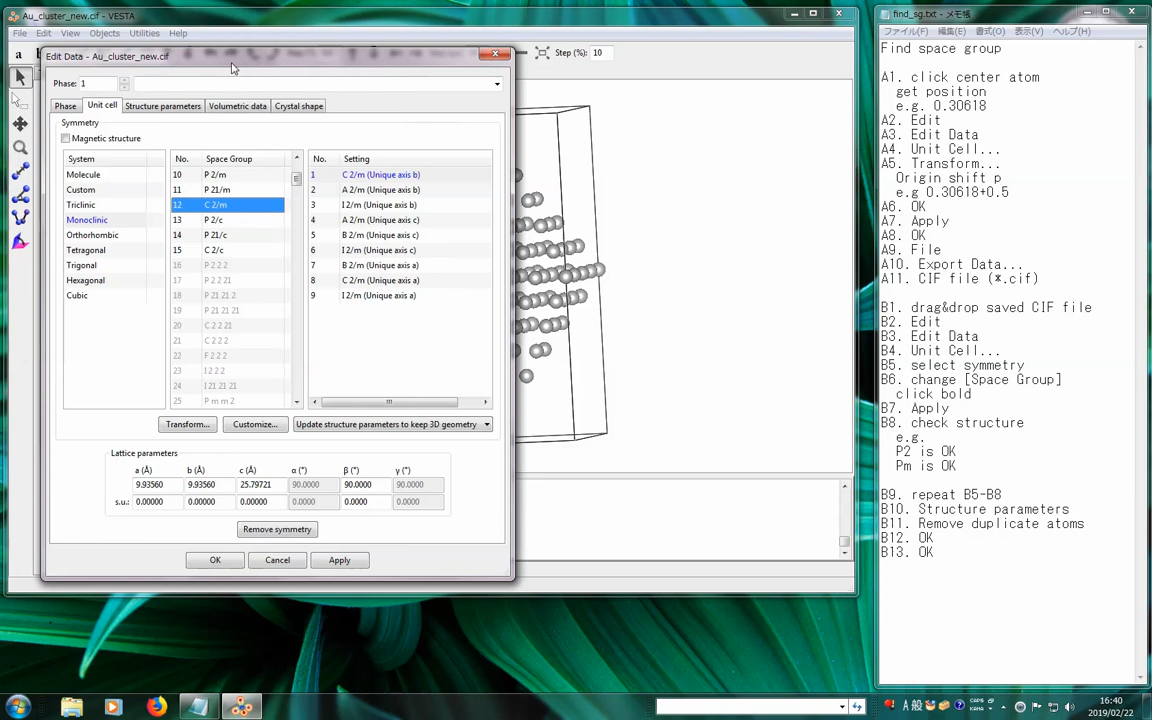 Au_cluster_new.cif - VESTA
File Edit View Objects Utilities Help
a
Step (%): 10
Edit Data - Au_cluster_new.cif
Phase: 1
Phase Unit cell Structure parameters Volumetric data Crystal shape
Symmetry
Magnetic structure
System No. Space Group No. Setting
Molecule 10 P 2/m 1 C 2/m (Unique axis b)
Custom 11 P 21/m 2 A 2/m (Unique axis b)
Triclinic 12 C 2/m 3 I 2/m (Unique axis b)
Monoclinic 13 P 2/c 4 A 2/m (Unique axis c)
Orthorhombic 14 P 21/c 5 B 2/m (Unique axis c)
Tetragonal 15 C 2/c 6 I 2/m (Unique axis c)
Trigonal 16 P 2 2 2 7 B 2/m (Unique axis a)
Hexagonal 17 P 2 2 21 8 C 2/m (Unique axis a)
Cubic 18 P 21 21 2 9 I 2/m (Unique axis a)
19 P 21 21 21
20 C 2 2 21
21 C 2 2 2
22 F 2 2 2
23 I 2 2 2
24 I 21 21 21
25 P m m 2
Transform... Customize... Update structure parameters to keep 3D geometry
Lattice parameters
a (Å) b (Å) c (Å) α (°) β (°) γ (°)
9.93560 9.93560 25.79721 90.0000 90.0000 90.0000
s.u.: 0.00000 0.00000 0.00000 0.0000 0.0000 0.0000
Remove symmetry
OK Cancel Apply
find_sg.txt - メモ帳
ファイル(F) 編集(E) 書式(O) 表示(V) ヘルプ(H)
Find space group
A1. click center atom
get position
e.g. 0.30618
A2. Edit
A3. Edit Data
A4. Unit Cell...
A5. Transform...
Origin shift p
e.g 0.30618+0.5
A6. OK
A7. Apply
A8. OK
A9. File
A10. Export Data...
A11. CIF file (*.cif)
B1. drag&drop saved CIF file
B2. Edit
B3. Edit Data
B4. Unit Cell...
B5. select symmetry
B6. change [Space Group]
click bold
B7. Apply
B8. check structure
e.g.
P2 is OK
Pm is OK
B9. repeat B5-B8
B10. Structure parameters
B11. Remove duplicate atoms
B12. OK
B13. OK
A 般
CAPS
KANA
16:40
2019/02/22